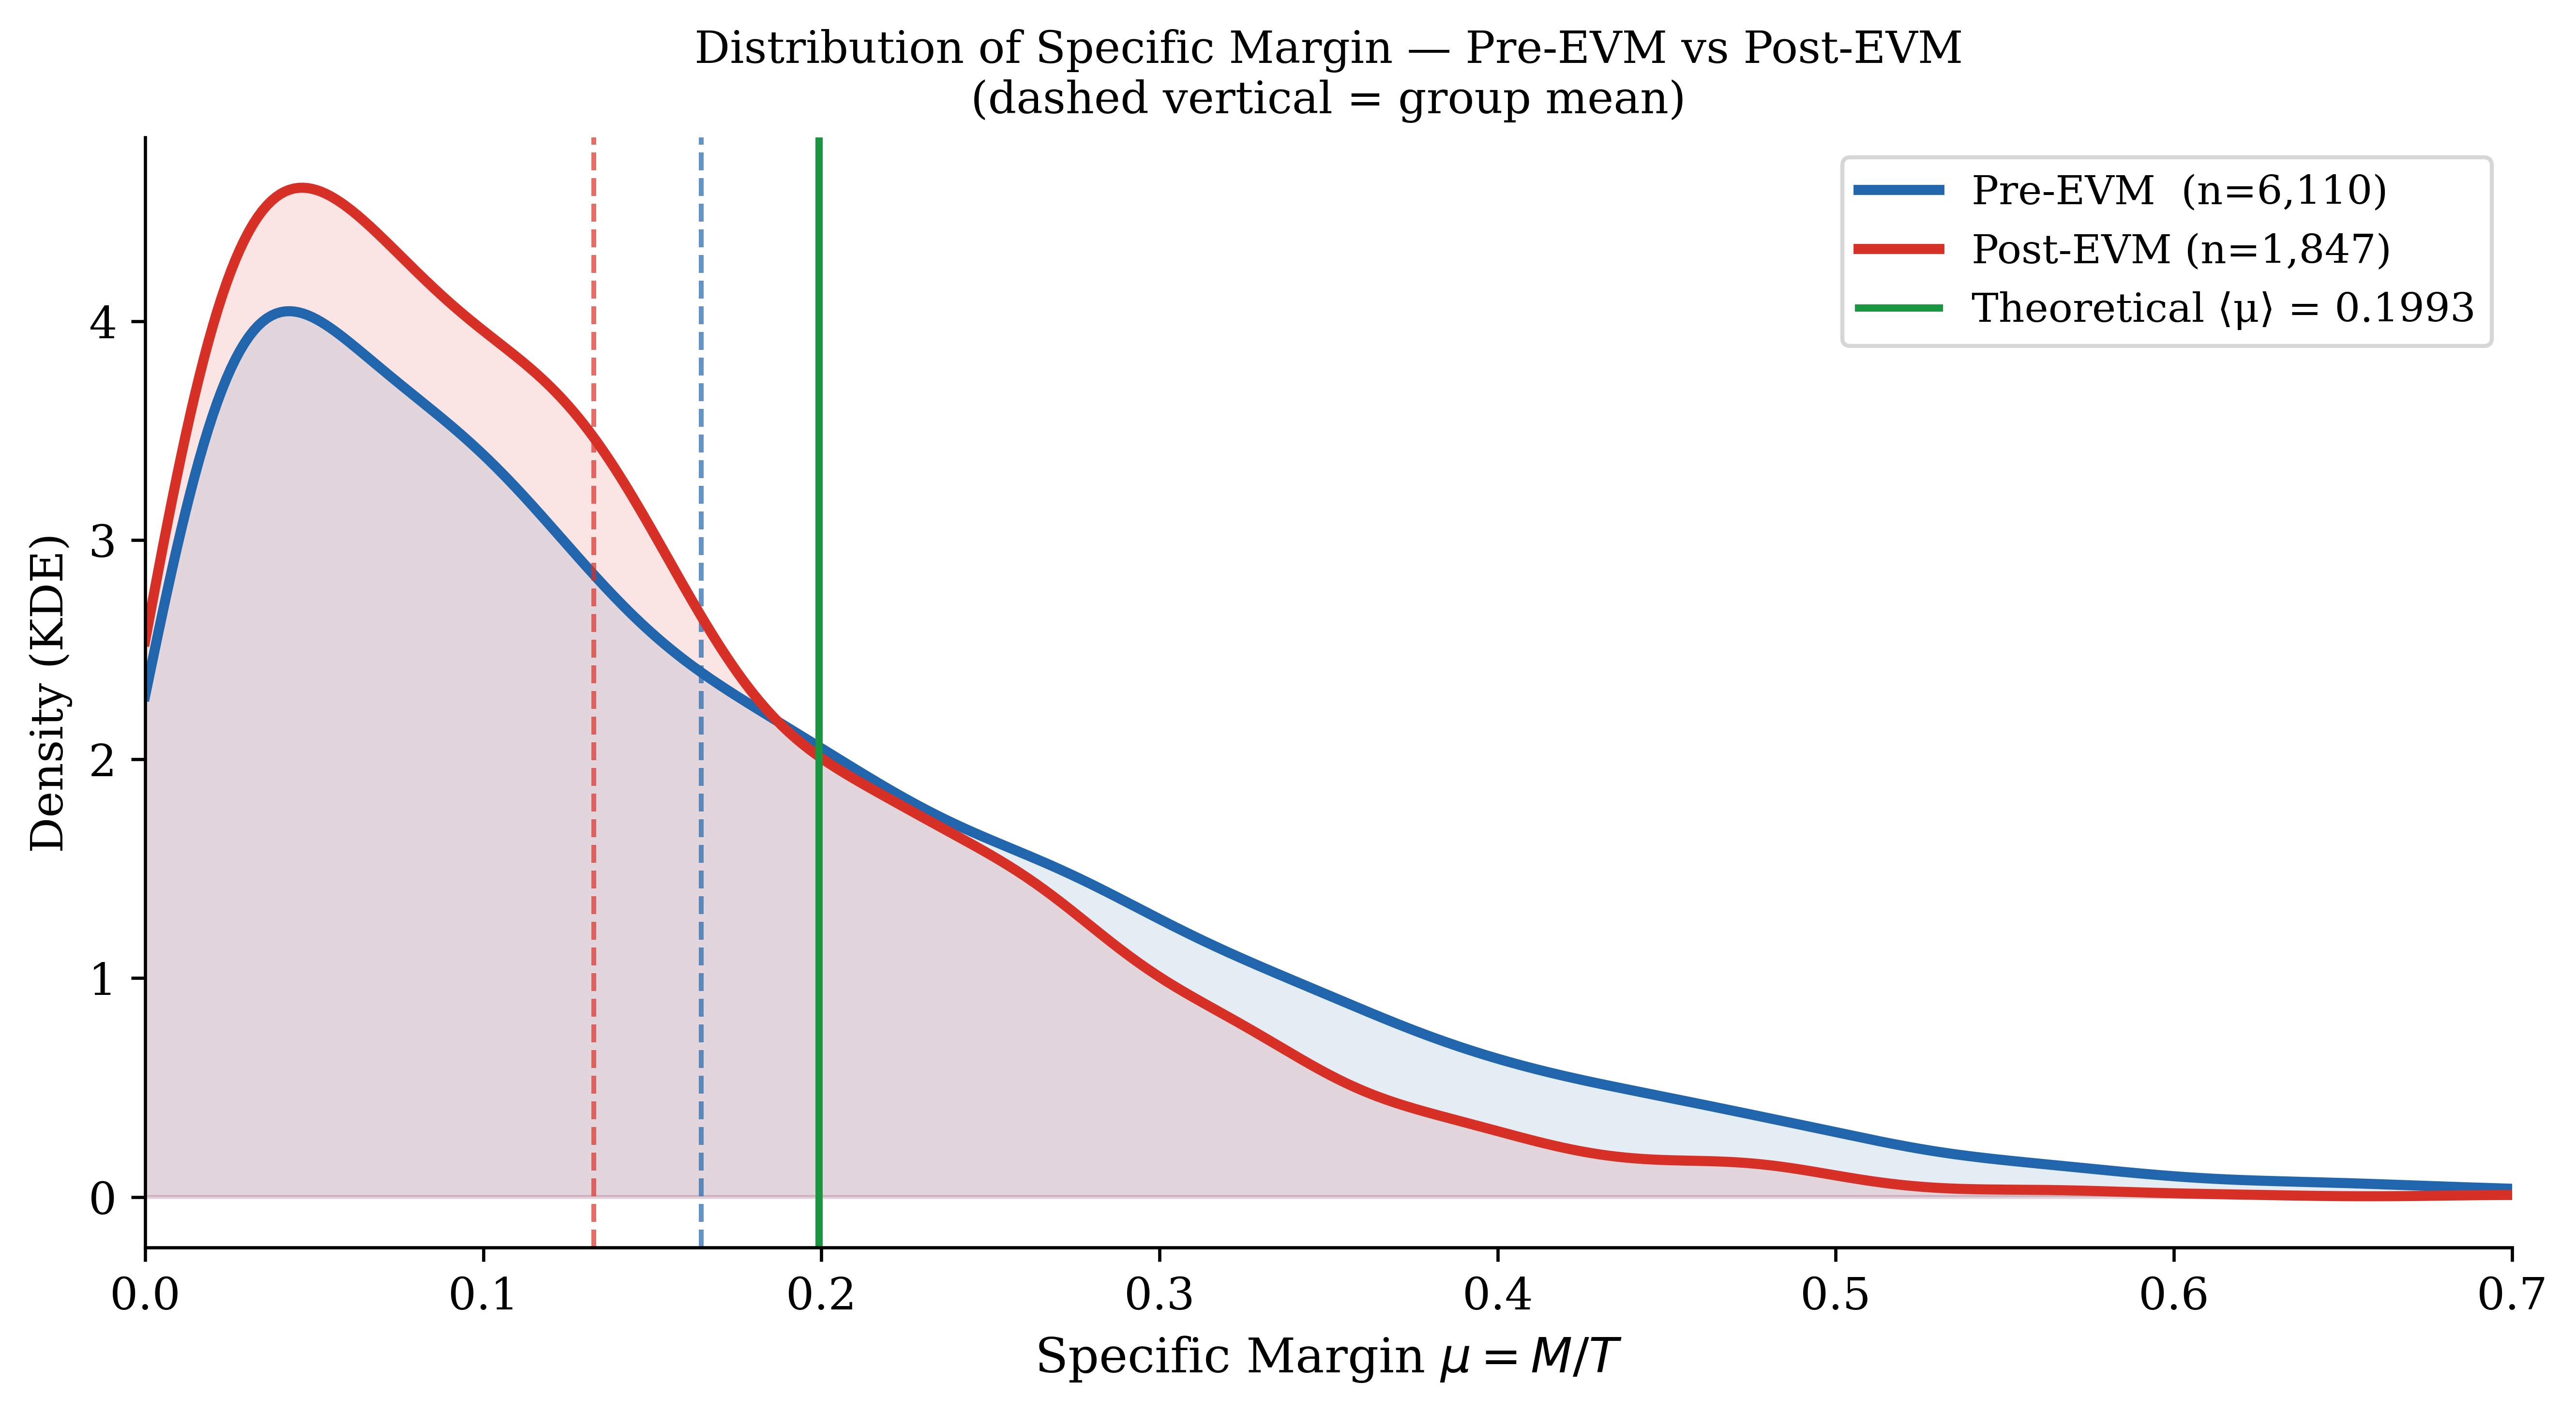 Distribution of Specific Margin — Pre-EVM vs Post-EVM
(dashed vertical = group mean)
Pre-EVM (n=6,110)
Post-EVM (n=1,847)
Theoretical ⟨μ⟩ = 0.1993
Density (KDE)
4
3
2
1
0
0.0 0.1 0.2 0.3 0.4 0.5 0.6 0.7
Specific Margin μ = M/T